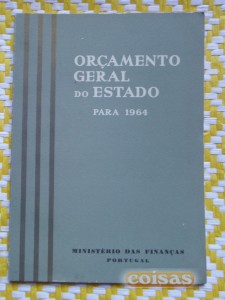 ORÇAMENTO
GERAL
DO ESTADO
PARA 1964
MINISTÉRIO DAS FINANÇAS
PORTUGAL
coisas